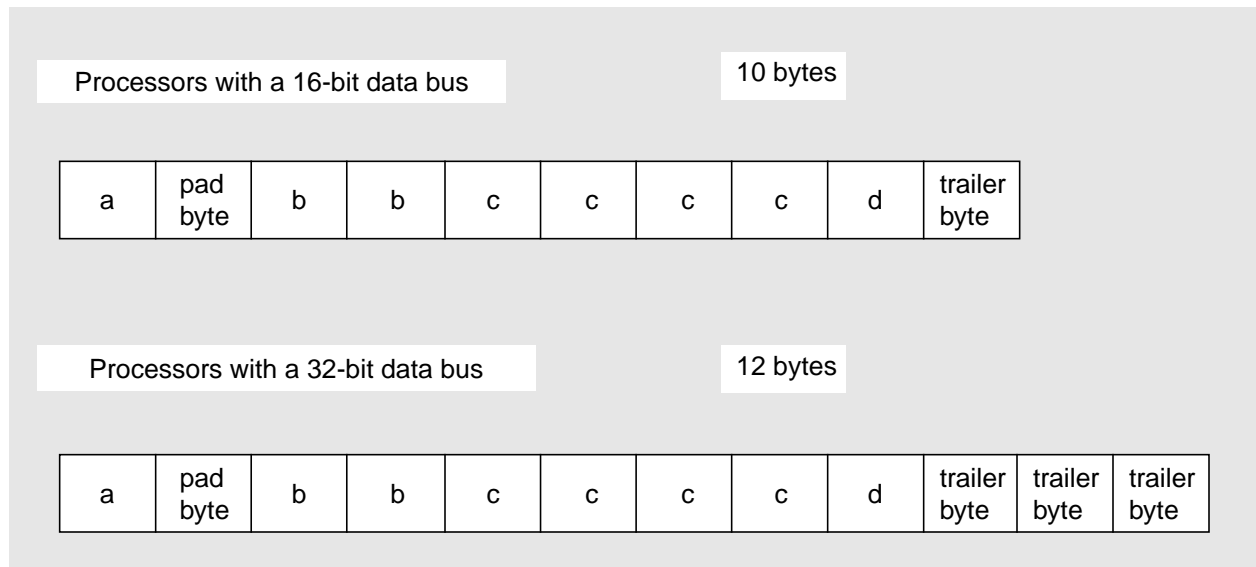 Processors with a 16-bit data bus
10 bytes
a
pad
byte
b
b
c
c
c
c
d
trailer
byte
Processors with a 32-bit data bus
12 bytes
a
pad
byte
b
b
c
c
c
c
d
trailer
byte
trailer
byte
trailer
byte